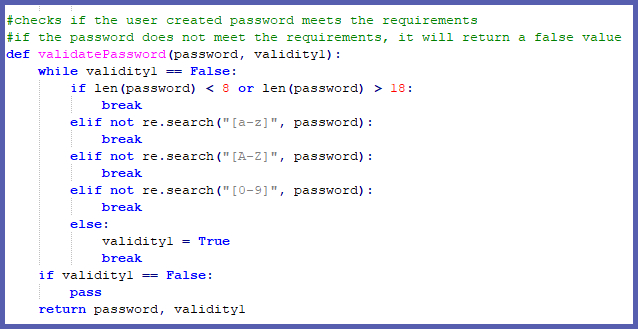 #checks if the user created password meets the requirements
#if the password does not meet the requirements, it will return a false value
def validatePassword(password, validity1):
    while validity1 == False:
        if len(password) < 8 or len(password) > 18:
            break
        elif not re.search("[a-z]", password):
            break
        elif not re.search("[A-Z]", password):
            break
        elif not re.search("[0-9]", password):
            break
        else:
            validity1 = True
            break
    if validity1 == False:
        pass
    return password, validity1